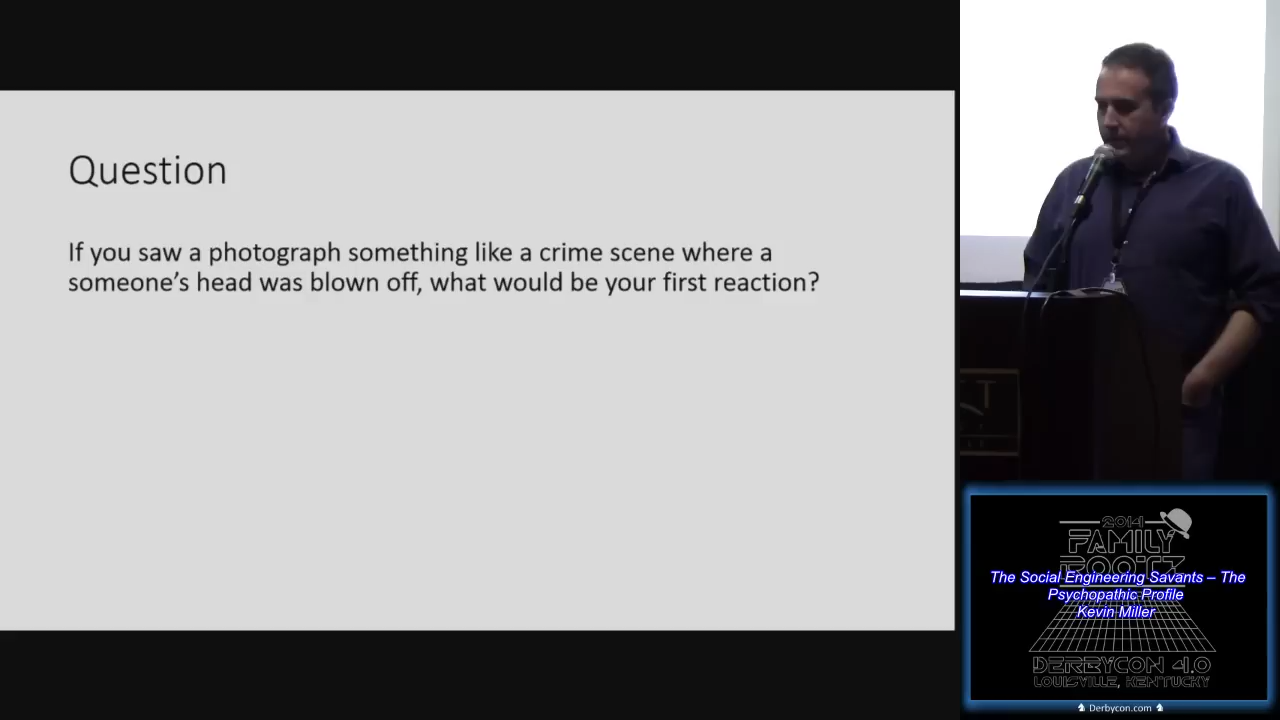 Question
If you saw a photograph something like a crime scene where a
someone’s head was blown off, what would be your first reaction?
2014
FAMILY
ROOTZ
The Social Engineering Savants – The
Psychopathic Profile
Kevin Miller
DERBYCON 4.0
LOUISVILLE, KENTUCKY
Derbycon.com